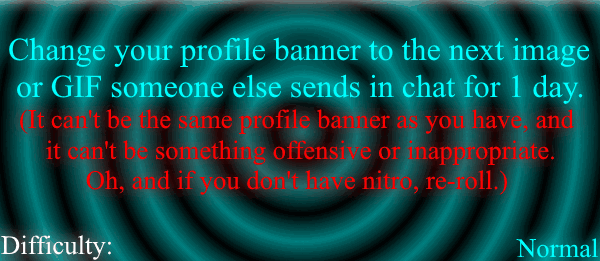 Change your profile banner to the next image
or GIF someone else sends in chat for 1 day.
(It can't be the same profile banner as you have, and
it can't be something offensive or inappropriate.
Oh, and if you don't have nitro, re-roll.)
Difficulty:
Normal